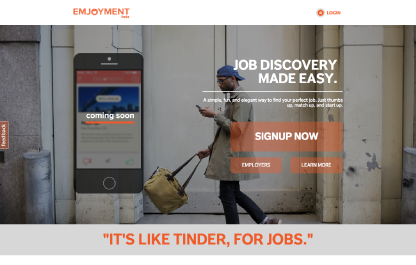 EMJOYMENT
beta
LOGIN
feedback
coming soon
JOB DISCOVERY
MADE EASY.
A simple, fun, and elegant way to find your perfect job. Just thumbs
up, match up, and start up.
SIGNUP NOW
EMPLOYERS
LEARN MORE
"IT'S LIKE TINDER, FOR JOBS."